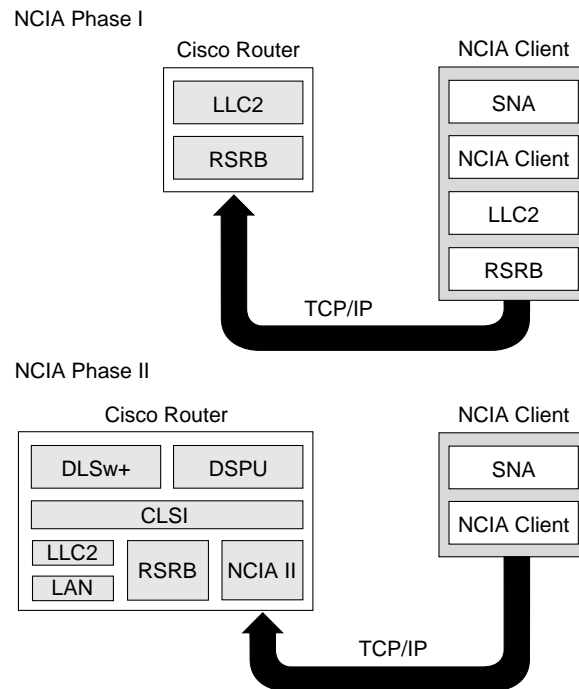 NCIA Phase I
Cisco Router
LLC2
RSRB
NCIA Client
SNA
NCIA Client
LLC2
RSRB
TCP/IP
NCIA Phase II
Cisco Router
DLSw+
DSPU
CLSI
LLC2
LAN
RSRB
NCIA II
NCIA Client
SNA
NCIA Client
TCP/IP